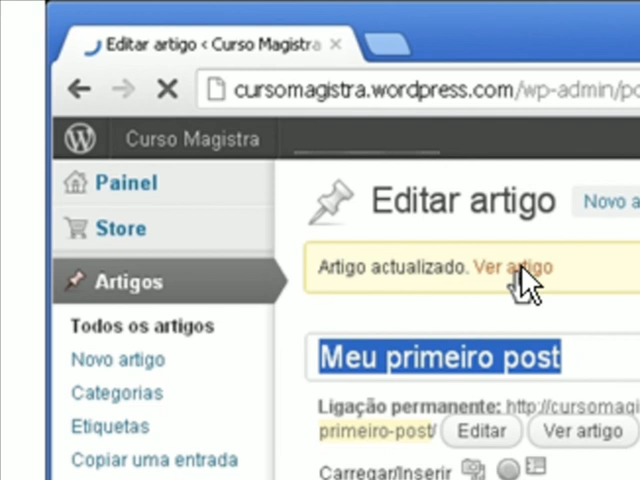 Editar artigo ‹ Curso Magistra
cursomagistra.wordpress.com/wp-admin/po
Curso Magistra
Painel
Store
Artigos
Todos os artigos
Novo artigo
Categorias
Etiquetas
Copiar uma entrada
Editar artigo
Novo a
Artigo actualizado. Ver artigo
Meu primeiro post
Ligação permanente: http://cursomagi
primeiro-post/ Editar Ver artigo
Carregar/Inserir